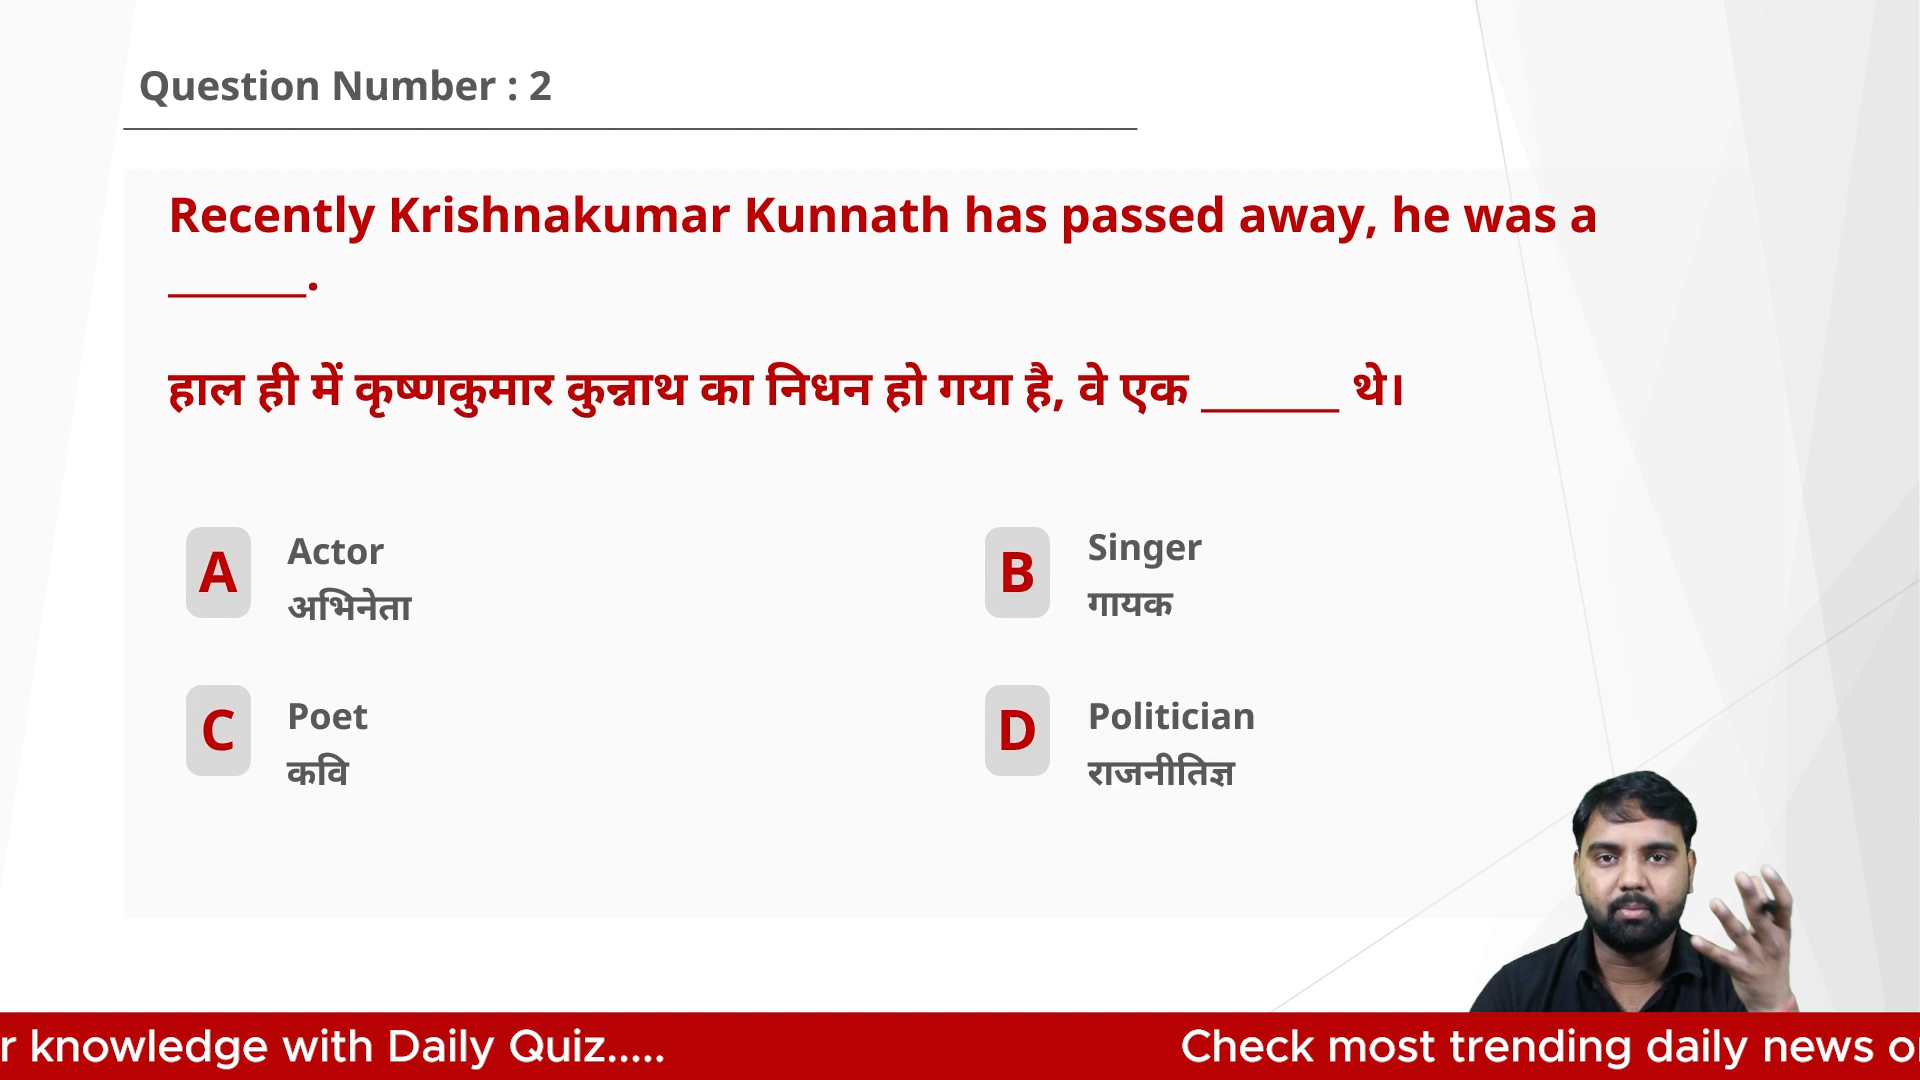 Question Number : 2
Recently Krishnakumar Kunnath has passed away, he was a
______.
हाल ही में कृष्णकुमार कुन्नाथ का निधन हो गया है, वे एक ______ थे।
A
Actor
अभिनेता
B
Singer
गायक
C
Poet
कवि
D
Politician
राजनीतिज्ञ
r knowledge with Daily Quiz.....
Check most trending daily news o